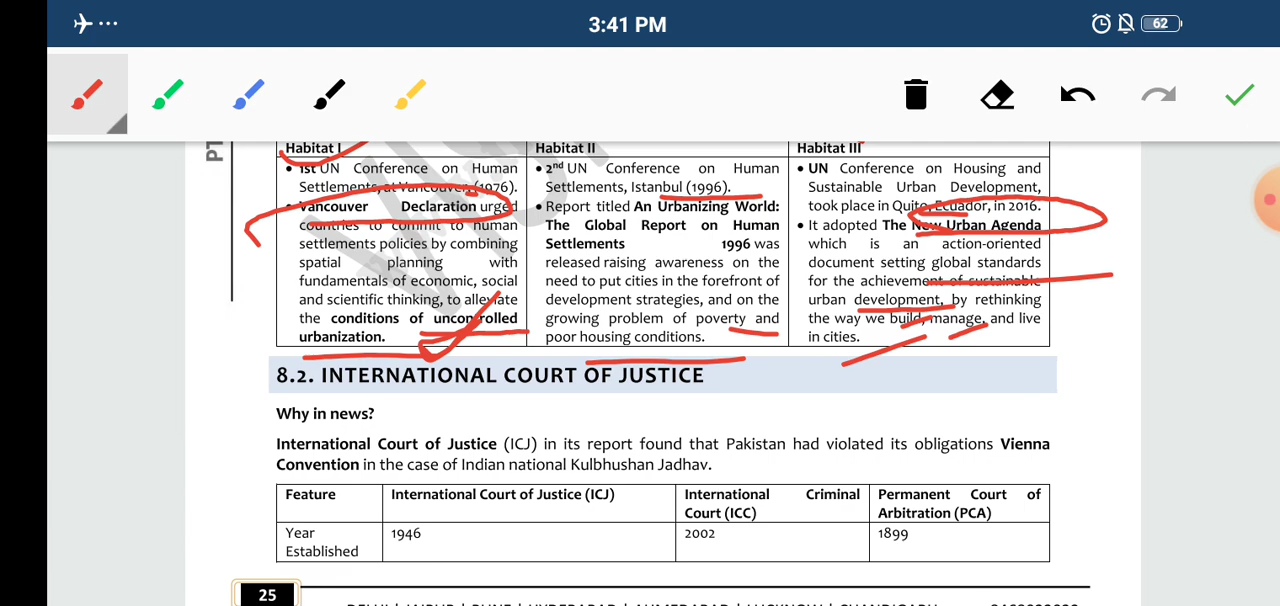 3:41 PM
62
PT
Habitat I
Habitat II
Habitat III
• 1st UN Conference on Human
Settlements, at Vancouver (1976).
• Vancouver Declaration urged
countries to commit to human
settlements policies by combining
spatial planning with
fundamentals of economic, social
and scientific thinking, to alleviate
the conditions of uncontrolled
urbanization.
• 2nd UN Conference on Human
Settlements, Istanbul (1996).
• Report titled An Urbanizing World:
The Global Report on Human
Settlements 1996 was
released raising awareness on the
need to put cities in the forefront of
development strategies, and on the
growing problem of poverty and
poor housing conditions.
• UN Conference on Housing and
Sustainable Urban Development,
took place in Quito, Ecuador, in 2016.
• It adopted The New Urban Agenda
which is an action-oriented
document setting global standards
for the achievement of sustainable
urban development, by rethinking
the way we build, manage, and live
in cities.
8.2. INTERNATIONAL COURT OF JUSTICE
Why in news?
International Court of Justice (ICJ) in its report found that Pakistan had violated its obligations Vienna
Convention in the case of Indian national Kulbhushan Jadhav.
Feature
International Court of Justice (ICJ)
International Criminal
Court (ICC)
Permanent Court of
Arbitration (PCA)
Year
Established
1946
2002
1899
25
DELHI | JAIPUR | PUNE | HYDERABAD | AHMEDABAD | LUCKNOW | CHANDIGARH